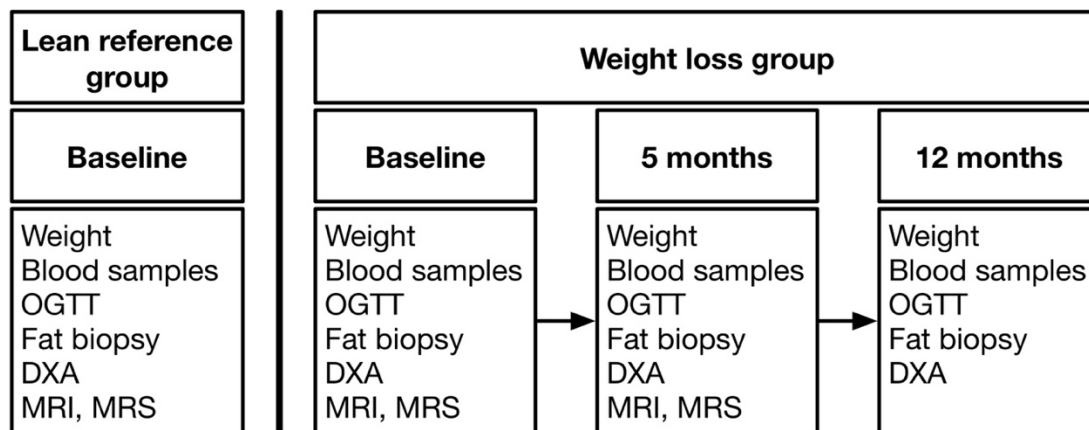 Lean reference
group
Weight loss group
Baseline
Baseline
5 months
12 months
Weight
Blood samples
OGTT
Fat biopsy
DXA
MRI, MRS
Weight
Blood samples
OGTT
Fat biopsy
DXA
MRI, MRS
Weight
Blood samples
OGTT
Fat biopsy
DXA
MRI, MRS
Weight
Blood samples
OGTT
Fat biopsy
DXA